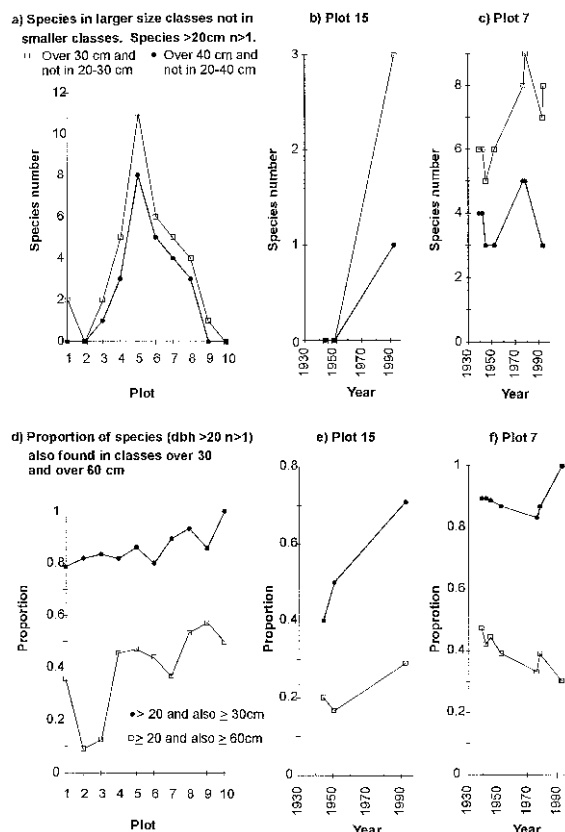 a) Species in larger size classes not in
smaller classes. Species >20cm n>1.
Over 30 cm and
not in 20-30 cm
Over 40 cm and
not in 20-40 cm
12
10
8
6
4
2
0
Species number
1 2 3 4 5 6 7 8 9 10
Plot
b) Plot 15
3
2
1
0
Species number
1930
1950
1970
1990
Year
c) Plot 7
8
6
4
2
0
Species number
1930
1950
1970
1990
Year
d) Proportion of species (dbh >20 n>1)
also found in classes over 30
and over 60 cm
1
0.8
0.6
0.4
0.2
0
Proportion
> 20 and also ≥ 30cm
≥ 20 and also ≥ 60cm
1 2 3 4 5 6 7 8 9 10
Plot
e) Plot 15
0.8
0.6
0.4
0.2
0
Proportion
1930
1950
1970
1990
Year
f) Plot 7
1
0.8
0.6
0.4
0.2
0
Proprotion
1930
1950
1970
1990
Year